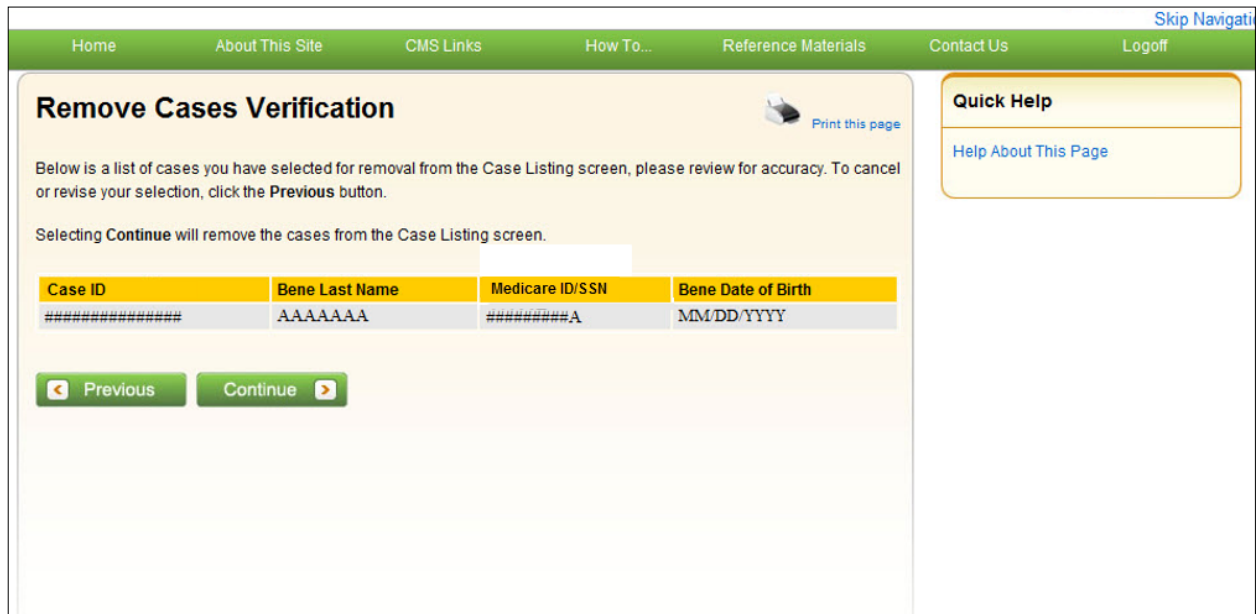 Skip Navigatio
Home About This Site CMS Links How To... Reference Materials Contact Us Logoff
Remove Cases Verification
Print this page
Quick Help
Help About This Page
Below is a list of cases you have selected for removal from the Case Listing screen, please review for accuracy. To cancel
or revise your selection, click the Previous button.
Selecting Continue will remove the cases from the Case Listing screen.
Case ID Bene Last Name Medicare ID/SSN Bene Date of Birth
############### AAAAAAA #########A MM/DD/YYYY
Previous Continue